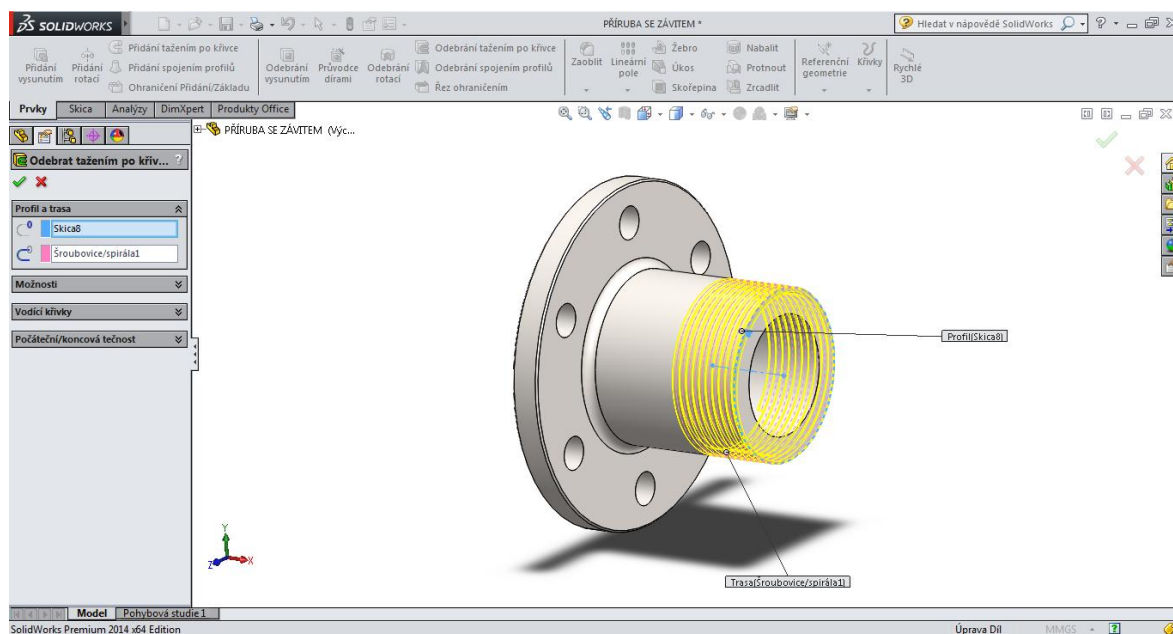 SOLIDWORKS
PŘÍRUBA SE ZÁVITEM *
Hledat v nápovědě SolidWorks
Přidání vysunutím
Přidání rotací
Přidání tažením po křivce
Přidání spojením profilů
Ohraničení Přidání/Základu
Odebrání vysunutím
Průvodce dírami
Odebrání rotací
Odebrání tažením po křivce
Odebrání spojením profilů
Řez ohraničením
Zaoblit
Lineární pole
Žebro
Úkos
Skořepina
Nabalit
Protnout
Zrcadlit
Referenční geometrie
Křivky
Rychlé 3D
Prvky
Skica
Analýzy
DimXpert
Produkty Office
PŘÍRUBA SE ZÁVITEM (Výc...
Odebrat tažením po křiv... ?
Profil a trasa
Skica8
Šroubovice/spirála1
Možnosti
Vodící křivky
Počáteční/koncová tečnost
Profil(Skica8)
Trasa(Šroubovice/spirála1)
Y
X
Z
Model
Pohybová studie 1
SolidWorks Premium 2014 x64 Edition
Úprava Díl
MMGS